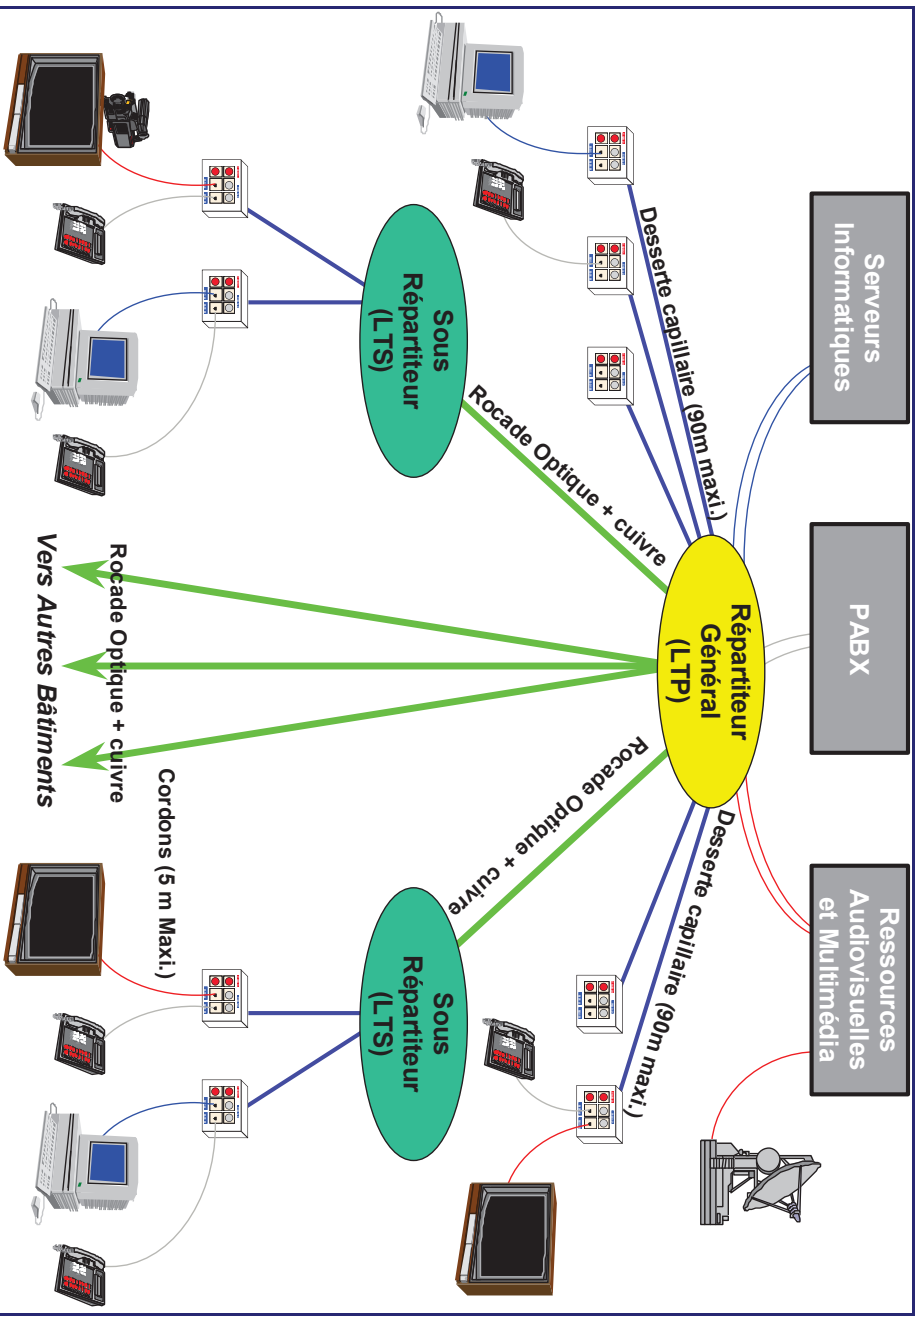 Serveurs
Informatiques
PABX
Ressources
Audiovisuelles
et Multimédia
Répartiteur
Général
(LTP)
Desserte capillaire (90m maxi.)
Desserte capillaire (90m maxi.)
Rocade Optique + cuivre
Rocade Optique + cuivre
Sous
Répartiteur
(LTS)
Sous
Répartiteur
(LTS)
Cordons (5 m Maxi.)
Rocade Optique + cuivre
Vers Autres Bâtiments